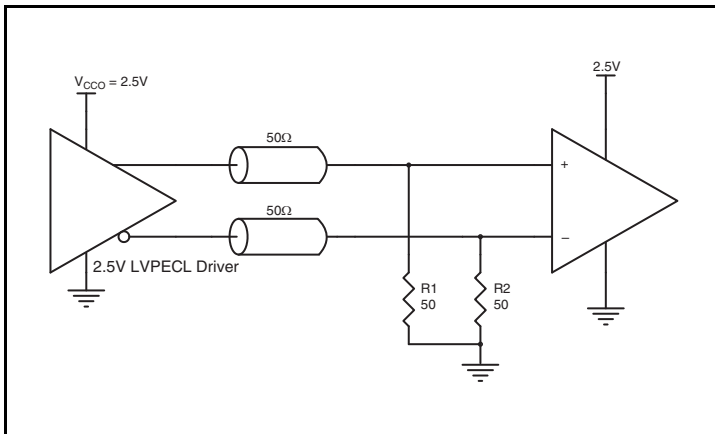 V_CCO = 2.5V
2.5V
50Ω
+
50Ω
–
2.5V LVPECL Driver
R1
50
R2
50